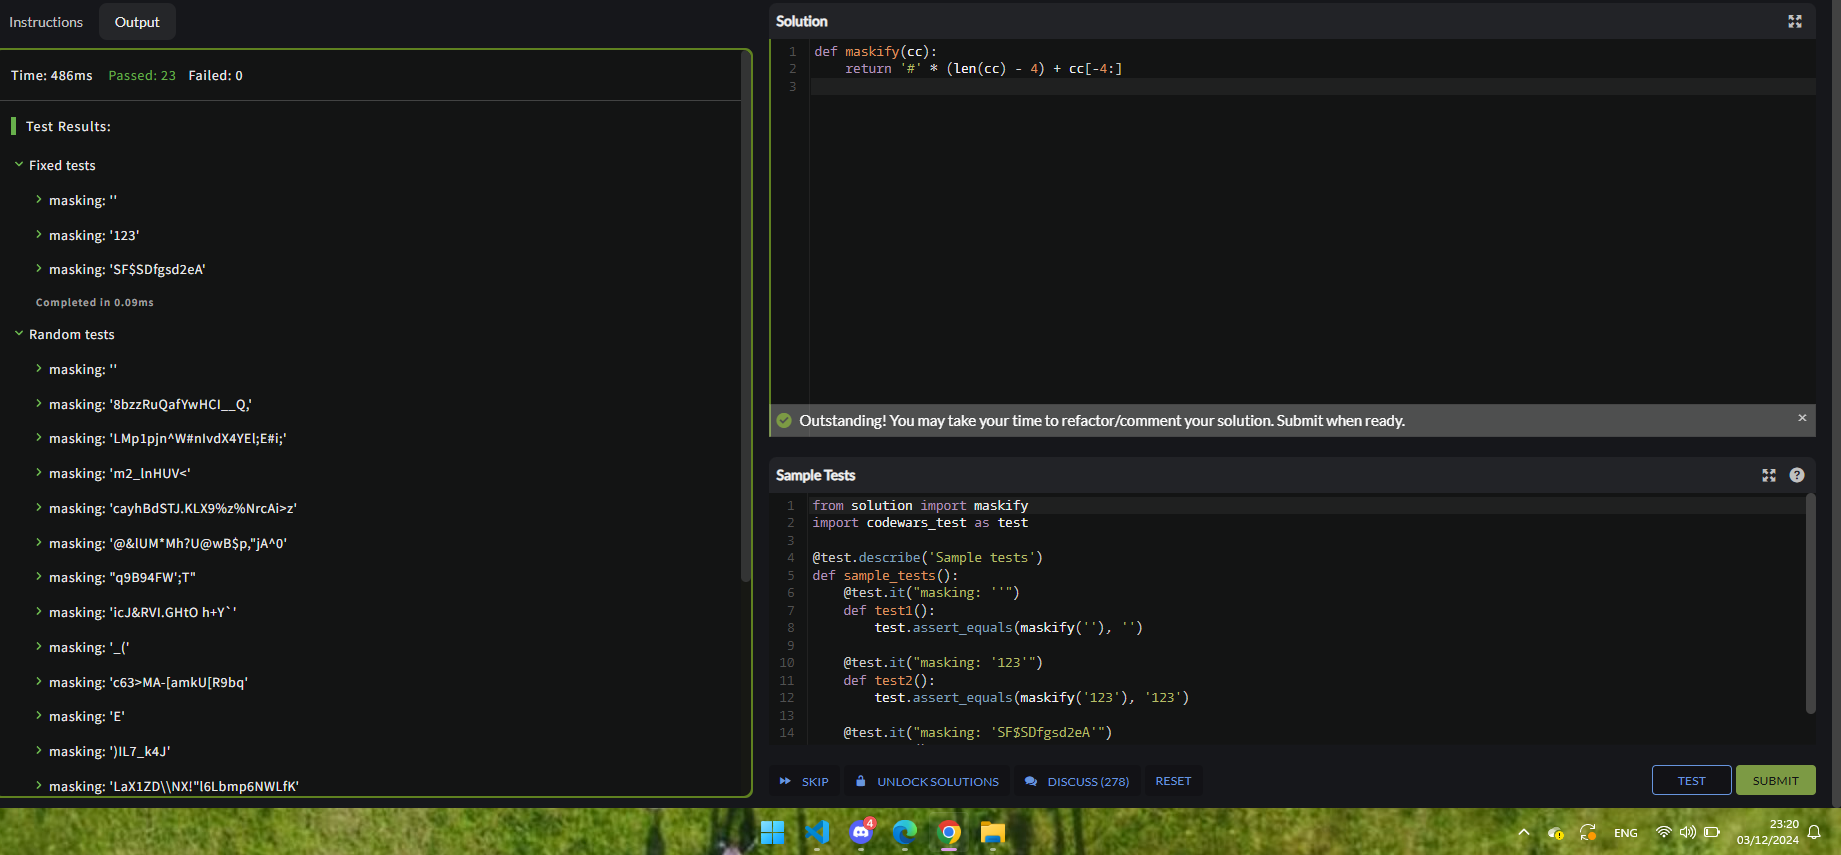 Instructions
Output
Time: 486ms Passed: 23 Failed: 0
Test Results:
Fixed tests
masking: ''
masking: '123'
masking: 'SF$SDfgsd2eA'
Completed in 0.09ms
Random tests
masking: ''
masking: '8bzzRuQafYwHCI__Q,'
masking: 'LMp1pjn^W#nIvdX4YEl;E#i;'
masking: 'm2_lnHUV<'
masking: 'cayhBdSTJ.KLX9%z%NrcAi>z'
masking: '@&lUM*Mh?U@wB$p,"jA^0'
masking: "q9B94FW';T"
masking: 'icJ&RVI.GHtO h+Y`'
masking: '_('
masking: 'c63>MA-[amkU[R9bq'
masking: 'E'
masking: ')IL7_k4J'
masking: 'LaX1ZD\\NX!"l6Lbmp6NWLfK'
Solution
1 def maskify(cc):
2 return '#' * (len(cc) - 4) + cc[-4:]
3
Outstanding! You may take your time to refactor/comment your solution. Submit when ready.
Sample Tests
1 from solution import maskify
2 import codewars_test as test
3
4 @test.describe('Sample tests')
5 def sample_tests():
6 @test.it("masking: ''")
7 def test1():
8 test.assert_equals(maskify(''), '')
9
10 @test.it("masking: '123'")
11 def test2():
12 test.assert_equals(maskify('123'), '123')
13
14 @test.it("masking: 'SF$SDfgsd2eA'")
SKIP
UNLOCK SOLUTIONS
DISCUSS (278)
RESET
TEST
SUBMIT
4
ENG
23:20
03/12/2024